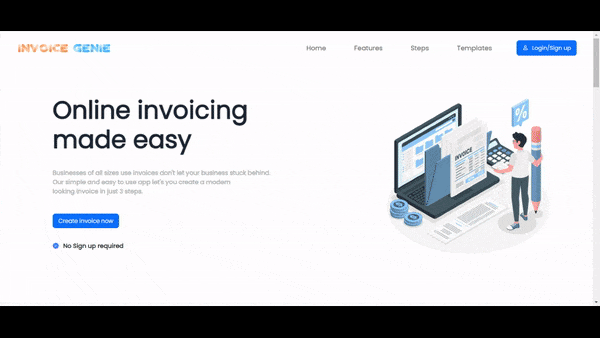 INVOICE GENIE
Home
Features
Steps
Templates
Login/Sign up
Online invoicing
made easy
Businesses of all sizes use invoices don't let your business stuck behind.
Our simple and easy to use app let's you create a modern
looking invoice in just 3 steps.
Create invoice now
No Sign up required
%
INVOICE